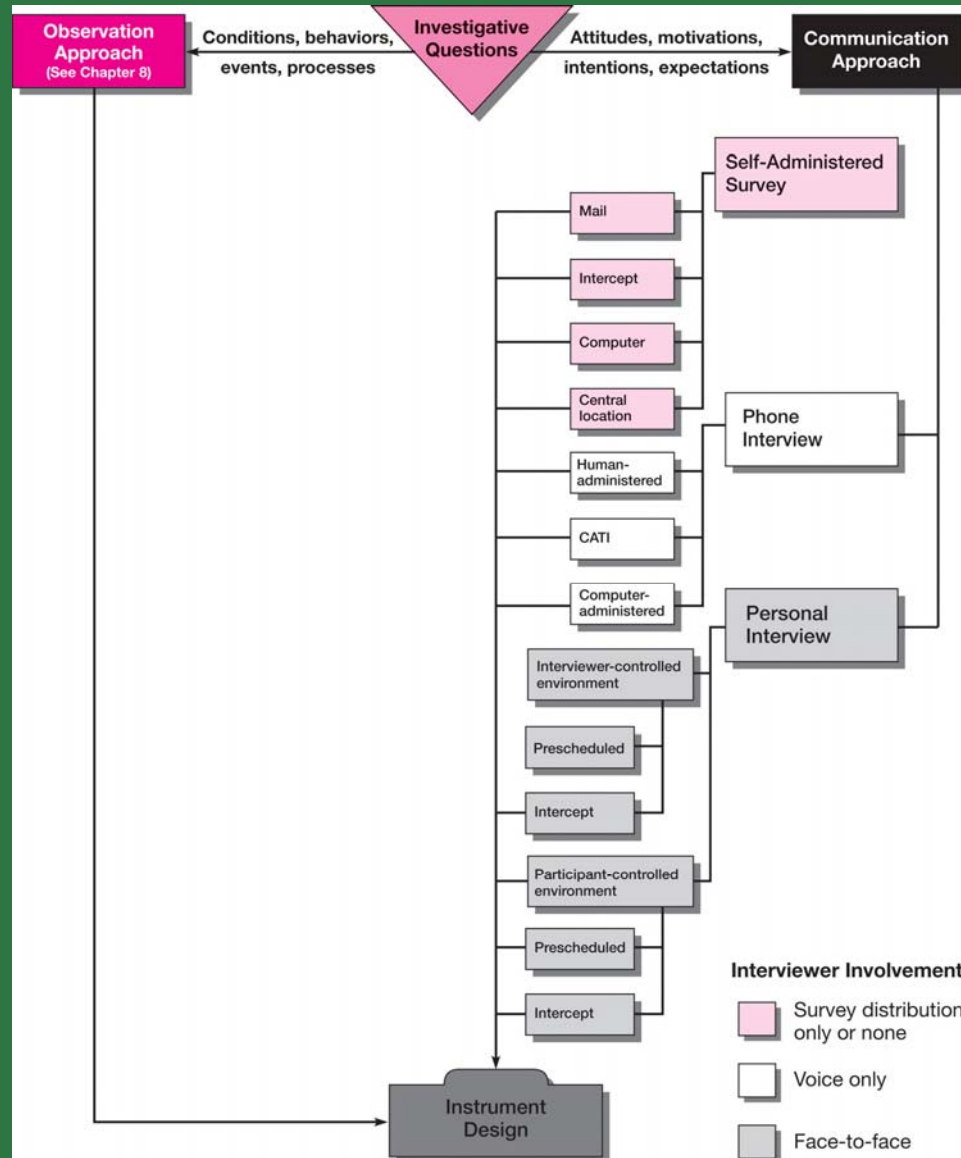 Observation
Approach
(See Chapter 8)
Conditions, behaviors,
events, processes
Investigative
Questions
Attitudes, motivations,
intentions, expectations
Communication
Approach
Self-Administered
Survey
Mail
Intercept
Computer
Central
location
Phone
Interview
Human-
administered
CATI
Computer-
administered
Personal
Interview
Interviewer-controlled
environment
Prescheduled
Intercept
Participant-controlled
environment
Prescheduled
Intercept
Instrument
Design
Interviewer Involvement
Survey distribution
only or none
Voice only
Face-to-face